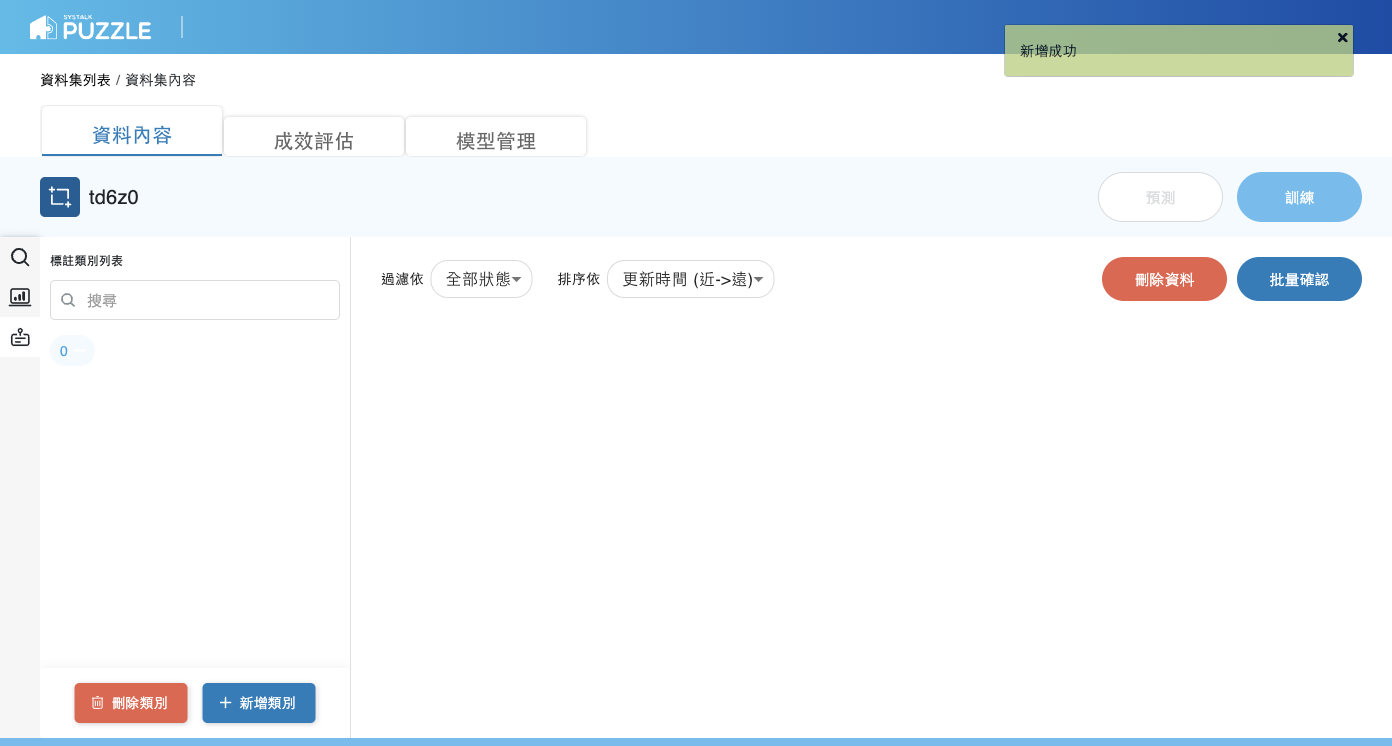 SYSTALK
PUZZLE
新增成功
資料集列表 / 資料集內容
資料內容
成效評估
模型管理
td6z0
預測
訓練
標註類別列表
搜尋
0
過濾依
全部狀態
排序依
更新時間 (近->遠)
刪除資料
批量確認
刪除類別
新增類別